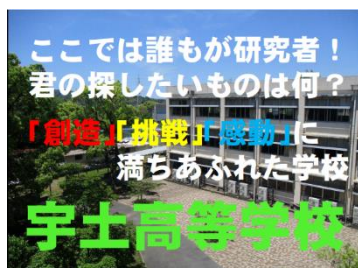 ここでは誰もが研究者！
君の探したいものは何？
「創造」「挑戦」「感動」に
満ちあふれた学校
宇土高等学校